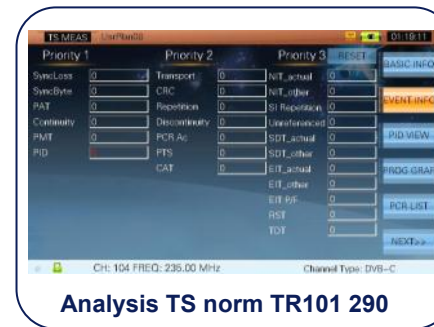 TS MEAS UsrPlan00 01:19:11
Priority 1 Priority 2 Priority 3 RESET BASIC INFO
SyncLoss 0 Transport 0 NIT_actual 0
SyncByte 0 CRC 0 NIT_other 0 EVENT INFO
PAT 0 Repetition 0 SI Repetition 0
Continuity 0 Discontinuity 0 Unreferenced 0
PMT 0 PCR Ac 0 SDT_actual 0 PID VIEW
PID 0 PTS 0 SDT_other 0
CAT 0 EIT_actual 0 PROG GRAF
EIT_other 0
EIT P/F 0 PCR LIST
RST 0
TDT 0 NEXT>>
CH: 104 FREQ: 236.00 MHz Channel Type: DVB-C
Analysis TS norm TR101 290